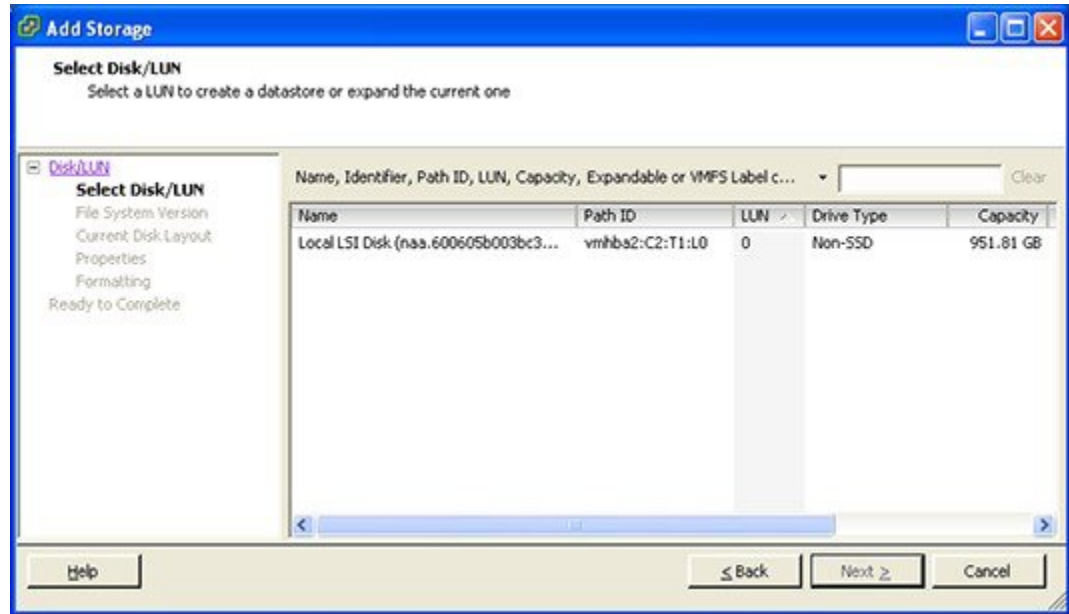 Add Storage
Select Disk/LUN
Select a LUN to create a datastore or expand the current one
Disk/LUN
Select Disk/LUN
File System Version
Current Disk Layout
Properties
Formatting
Ready to Complete
Name, Identifier, Path ID, LUN, Capacity, Expandable or VMFS Label c... Clear
Name Path ID LUN Drive Type Capacity
Local LSI Disk (naa.600605b003bc3... vmhba2:C2:T1:L0 0 Non-SSD 951.81 GB
Help ≤ Back Next ≥ Cancel